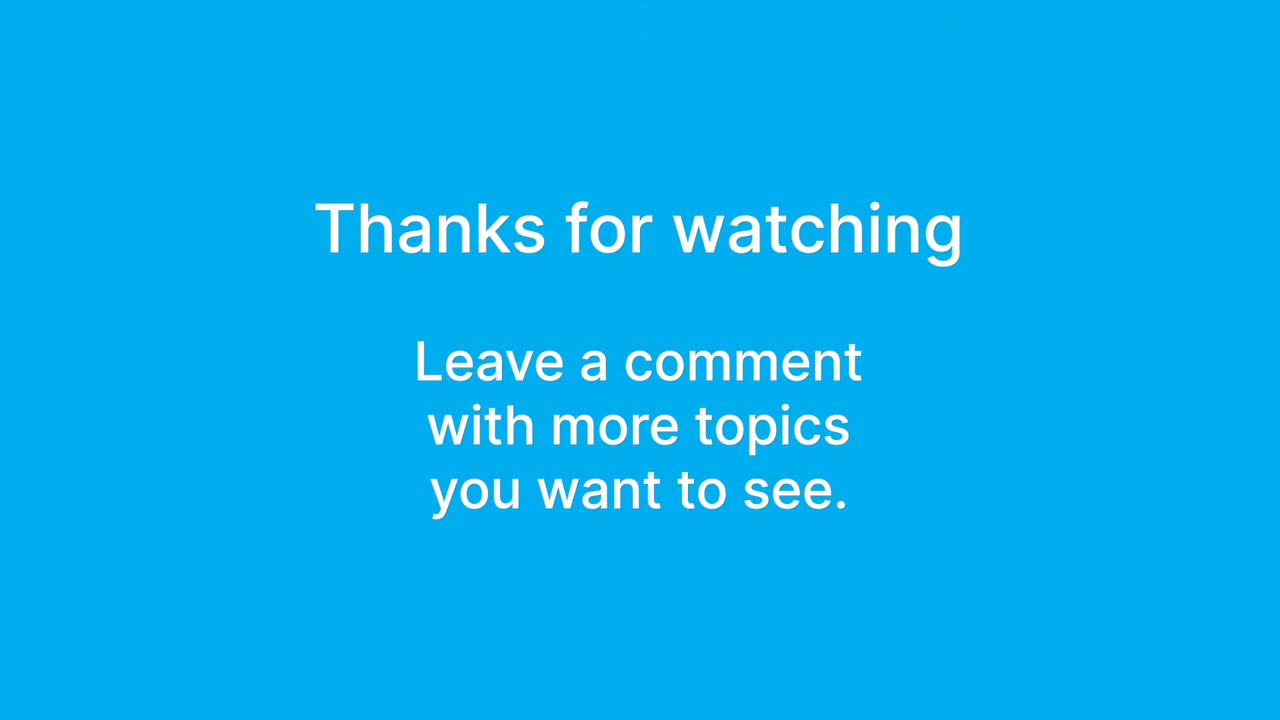 Thanks for watching
Leave a comment
with more topics
you want to see.